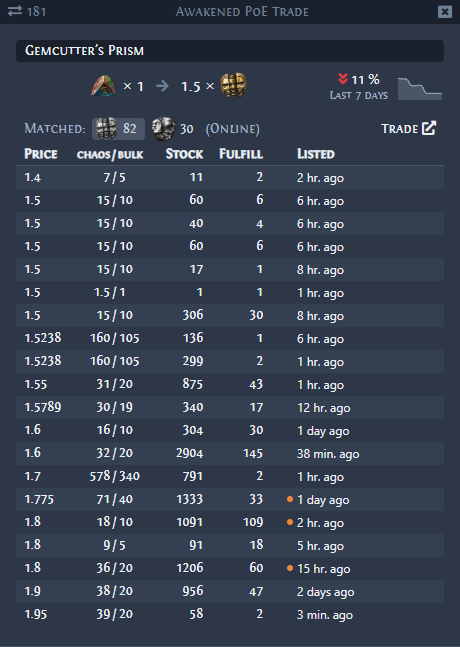 181 Awakened PoE Trade
Gemcutter's Prism
× 1 → 1.5 ×
11 %
Last 7 days
Matched: 82 30 (Online) Trade
Price chaos/bulk Stock Fulfill Listed
1.4 7/5 11 2 2 hr. ago
1.5 15/10 60 6 6 hr. ago
1.5 15/10 40 4 6 hr. ago
1.5 15/10 60 6 6 hr. ago
1.5 15/10 17 1 8 hr. ago
1.5 1.5/1 1 1 1 hr. ago
1.5 15/10 306 30 8 hr. ago
1.5238 160/105 136 1 6 hr. ago
1.5238 160/105 299 2 1 hr. ago
1.55 31/20 875 43 1 hr. ago
1.5789 30/19 340 17 12 hr. ago
1.6 16/10 304 30 1 day ago
1.6 32/20 2904 145 38 min. ago
1.7 578/340 791 2 1 hr. ago
1.775 71/40 1333 33 1 day ago
1.8 18/10 1091 109 2 hr. ago
1.8 9/5 91 18 5 hr. ago
1.8 36/20 1206 60 15 hr. ago
1.9 38/20 956 47 2 days ago
1.95 39/20 58 2 3 min. ago